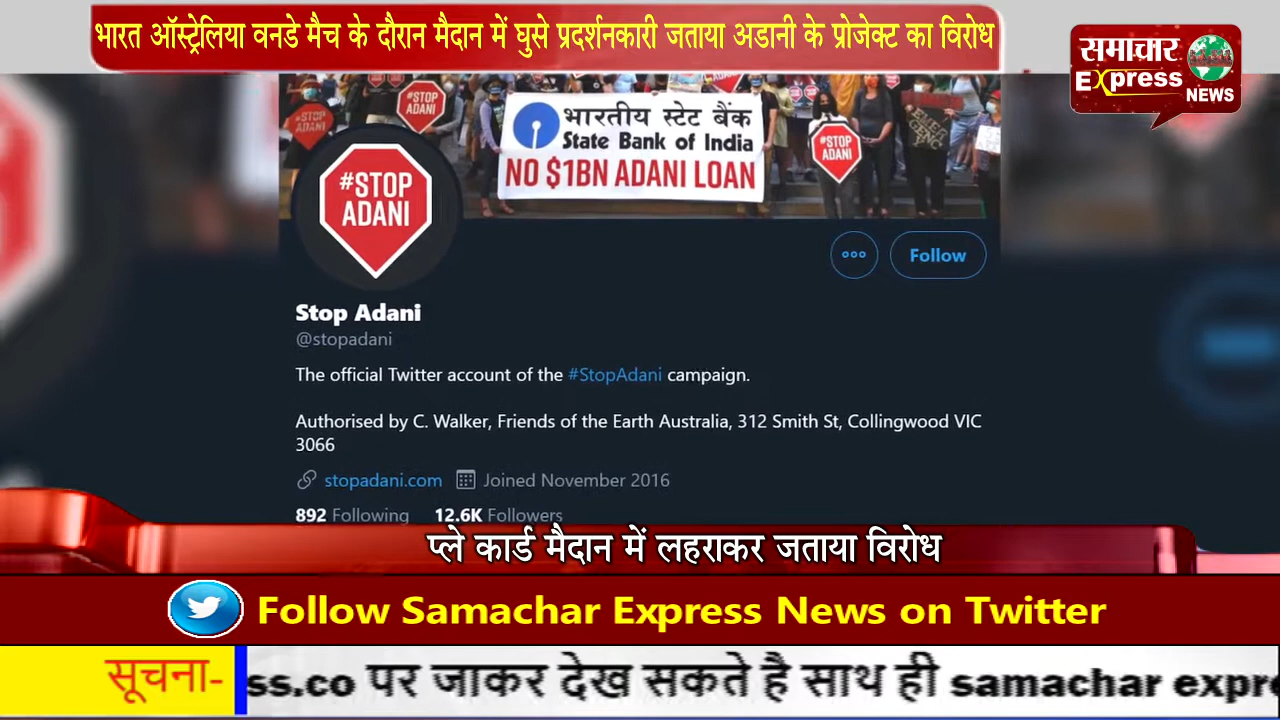 भारत ऑस्ट्रेलिया वनडे मैच के दौरान मैदान में घुसे प्रदर्शनकारी जताया अडानी के प्रोजेक्ट का विरोध
समाचार
Express
NEWS
#STOP
ADANI
#STOP
ADANI
भारतीय स्टेट बैंक
State Bank of India
NO $1BN ADANI LOAN
#STOP
ADANI
#STOP
ADANI
Follow
Stop Adani
@stopadani
The official Twitter account of the #StopAdani campaign.
Authorised by C. Walker, Friends of the Earth Australia, 312 Smith St, Collingwood VIC
3066
stopadani.com Joined November 2016
892 Following 12.6K Followers
प्ले कार्ड मैदान में लहराकर जताया विरोध
Follow Samachar Express News on Twitter
सूचना- ss.co पर जाकर देख सकते है साथ ही samachar expre